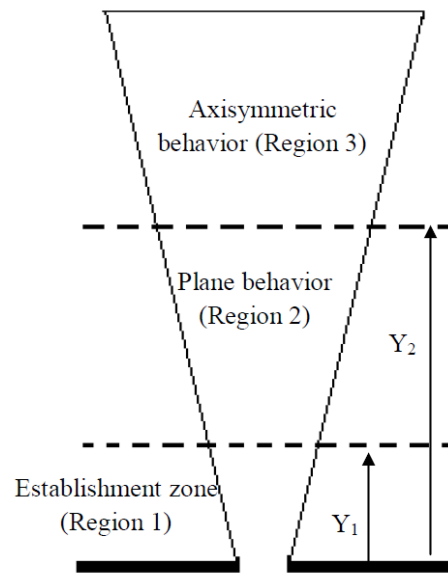 Axisymmetric
behavior (Region 3)
Plane behavior
(Region 2)
Y₂
Establishment zone
(Region 1)
Y₁